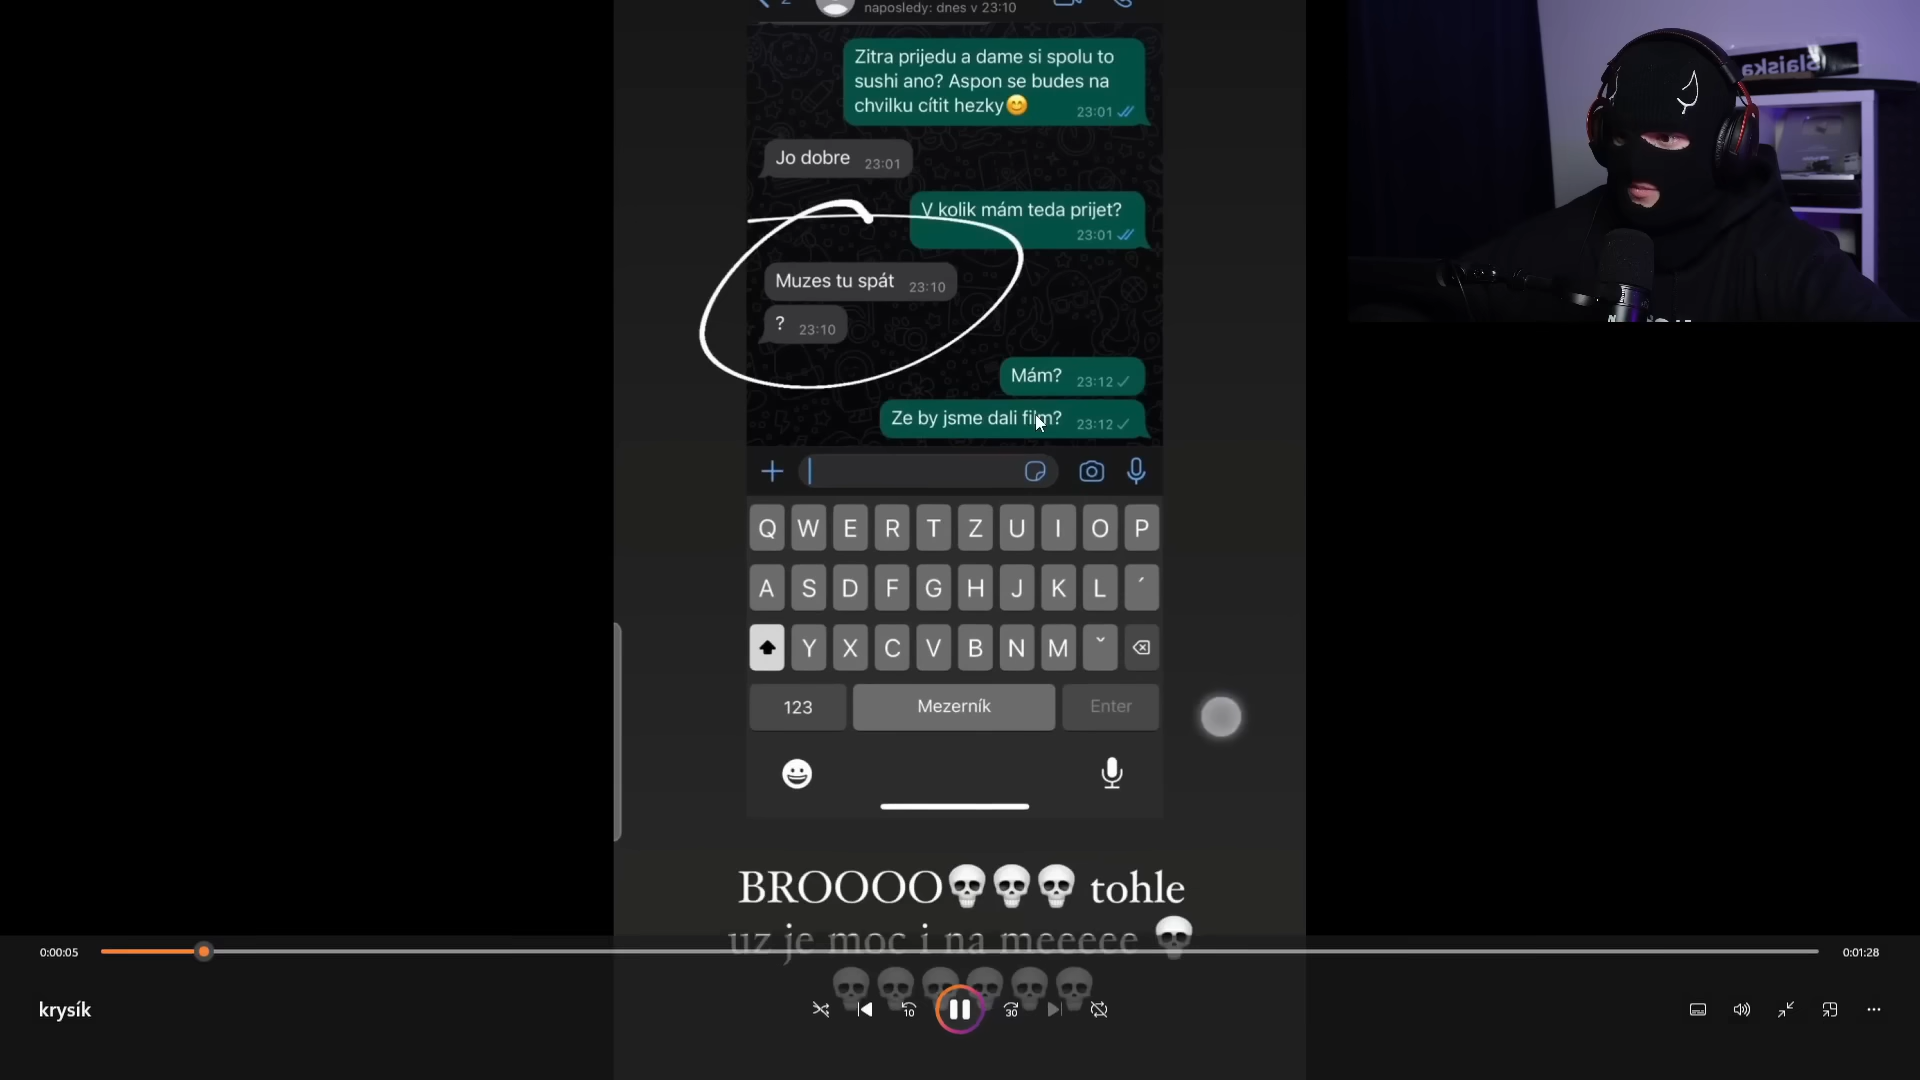 2
naposledy: dnes v 23:10
Zitra prijedu a dame si spolu to
sushi ano? Aspon se budes na
chvilku cítit hezky😊
23:01
Jo dobre 23:01
V kolik mám teda prijet?
23:01
Muzes tu spát 23:10
? 23:10
Mám? 23:12
Ze by jsme dali film? 23:12
Q W E R T Z U I O P
A S D F G H J K L ´
Y X C V B N M ˇ
123 Mezerník Enter
BROOOO💀💀💀 tohle
uz je moc i na meeeee 💀
💀💀💀💀💀💀
0:00:05
0:01:28
krysík
10
30